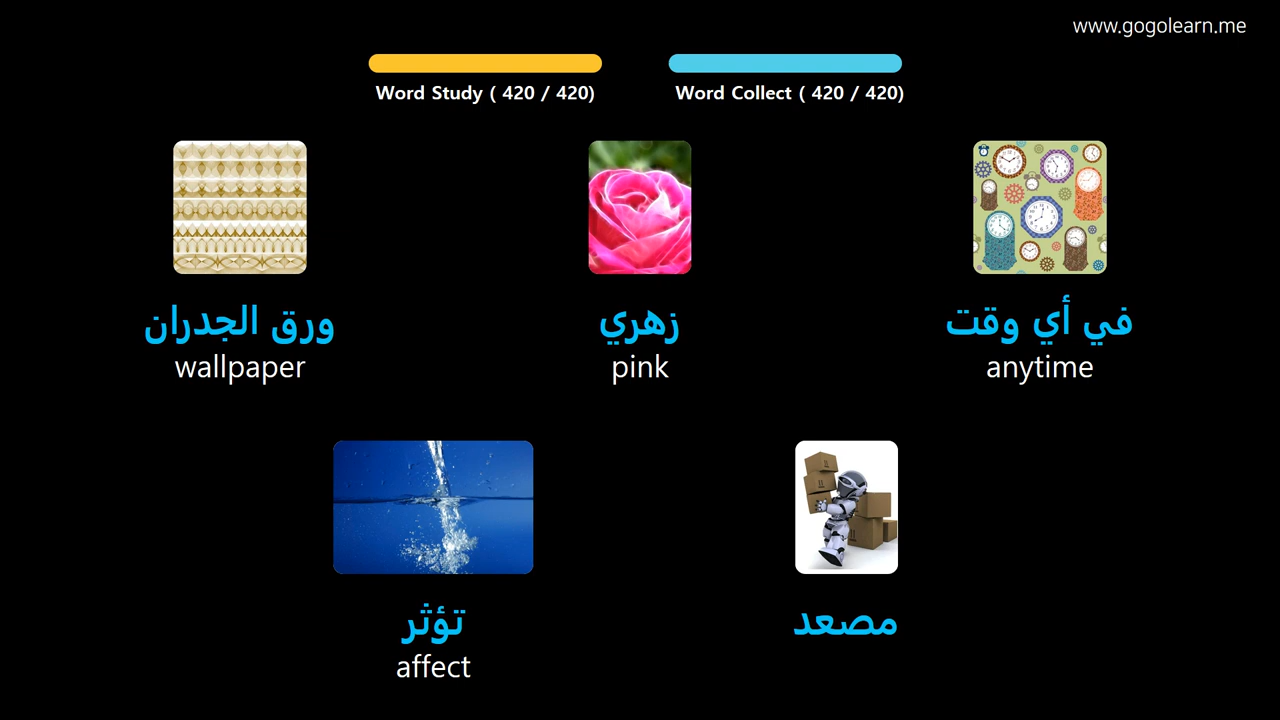 www.gogolearn.me
Word Study ( 420 / 420)
Word Collect ( 420 / 420)
ورق الجدران
wallpaper
زهري
pink
في أي وقت
anytime
تؤثر
affect
مصعد